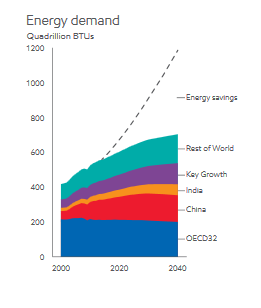 Energy demand
Quadrillion BTUs
1200
1000
800
600
400
200
0
Energy savings
Rest of World
Key Growth
India
China
OECD32
2000 2020 2040